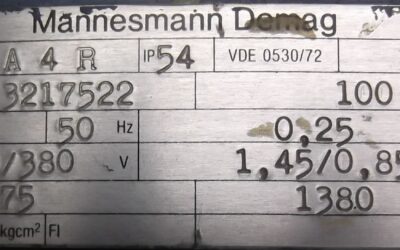 Mannesmann Demag
A 4 R IP54 VDE 0530/72
3217522 100
50 Hz 0,25
/380 V 1,45/0,85
75 1380
kgcm² FI